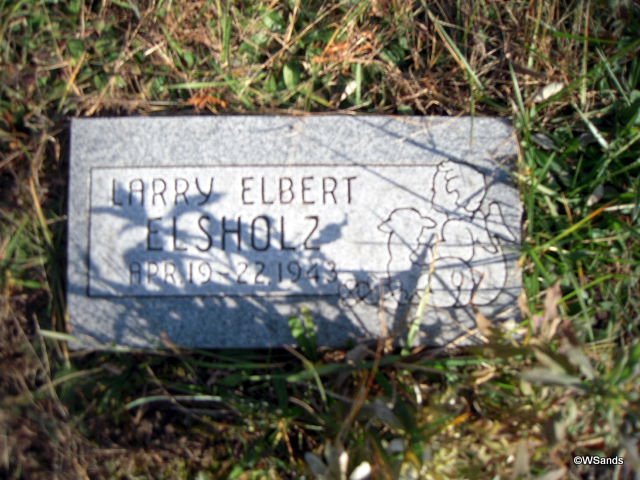 LARRY ELBERT
ELSHOLZ
APR. 19-22, 1943
©WSands